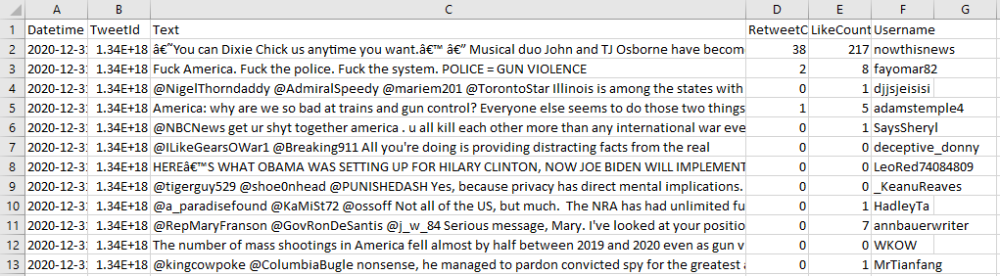 A B C D E F G
1 Datetime TweetId Text RetweetC LikeCount Username
2 2020-12-31 1.34E+18 â€˜You can Dixie Chick us anytime you want.â€™ â€” Musical duo John and TJ Osborne have becom 38 217 nowthisnews
3 2020-12-31 1.34E+18 Fuck America. Fuck the police. Fuck the system. POLICE = GUN VIOLENCE 2 8 fayomar82
4 2020-12-31 1.34E+18 @NigelThorndaddy @AdmiralSpeedy @mariem201 @TorontoStar Illinois is among the states with 0 1 djjsjeisisi
5 2020-12-31 1.34E+18 America: why are we so bad at trains and gun control? Everyone else seems to do those two things 1 5 adamstemple4
6 2020-12-31 1.34E+18 @NBCNews get ur shyt together america . u all kill each other more than any international war eve 0 1 SaysSheryl
7 2020-12-31 1.34E+18 @ILikeGearsOWar1 @Breaking911 All you're doing is providing distracting facts from the real 0 0 deceptive_donny
8 2020-12-31 1.34E+18 HEREâ€™S WHAT OBAMA WAS SETTING UP FOR HILARY CLINTON, NOW JOE BIDEN WILL IMPLEMENT 0 0 LeoRed74084809
9 2020-12-31 1.34E+18 @tigerguy529 @shoe0nhead @PUNISHEDASH Yes, because privacy has direct mental implications. 0 0 _KeanuReaves
10 2020-12-31 1.34E+18 @a_paradisefound @KaMiSt72 @ossoff Not all of the US, but much. The NRA has had unlimited fu 0 1 HadleyTa
11 2020-12-31 1.34E+18 @RepMaryFranson @GovRonDeSantis @j_w_84 Serious message, Mary. I've looked at your positio 0 7 annbauerwriter
12 2020-12-31 1.34E+18 The number of mass shootings in America fell almost by half between 2019 and 2020 even as gun v 0 0 WKOW
13 2020-12-31 1.34E+18 @kingcowpoke @ColumbiaBugle nonsense, he managed to pardon convicted spy for the greatest a 0 1 MrTianfang